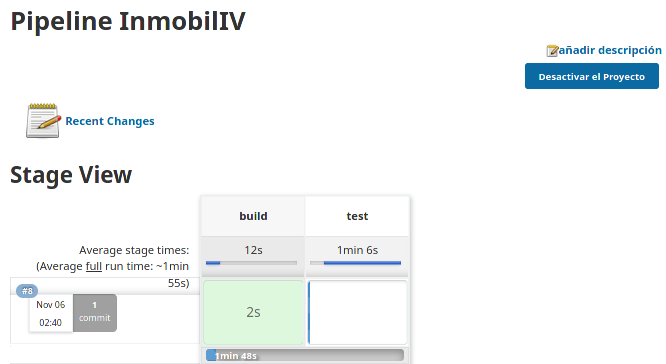 Pipeline InmobilIV
añadir descripción
Desactivar el Proyecto
Recent Changes
Stage View
build
test
Average stage times:
(Average full run time: ~1min
55s)
12s
1min 6s
#8
Nov 06
02:40
1
commit
2s
1min 48s